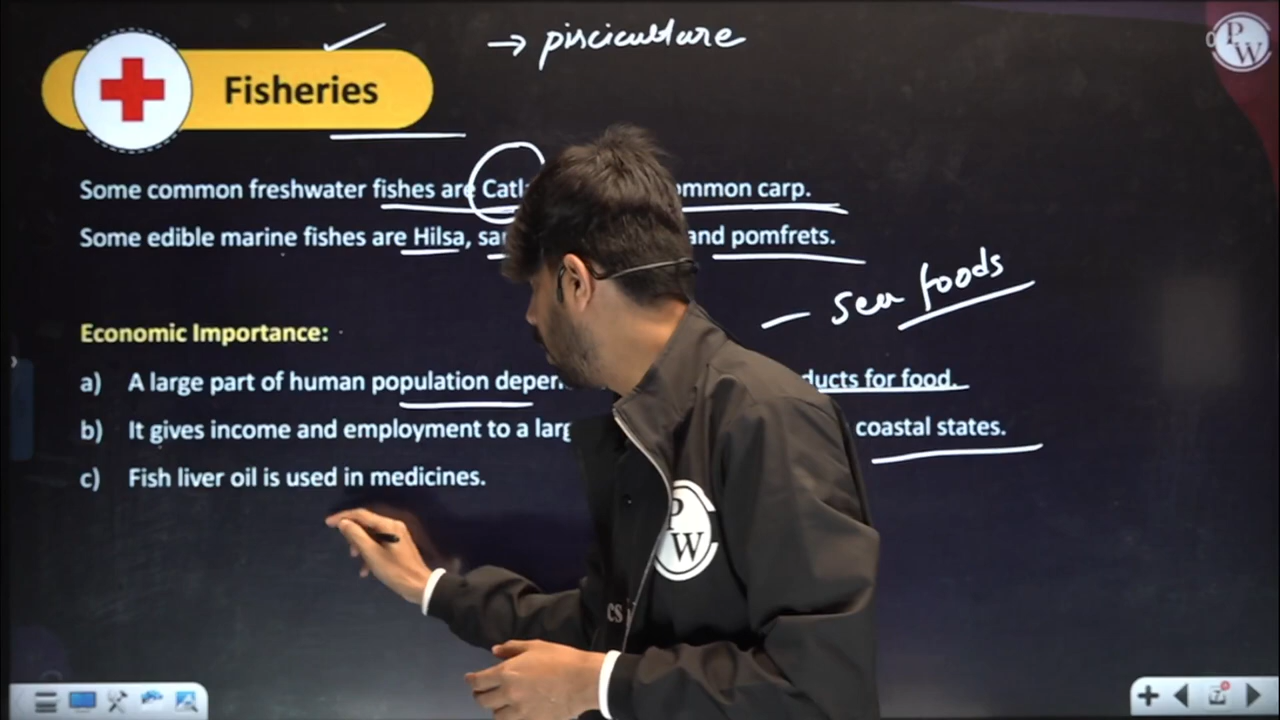 → pisciculture
Fisheries
Some common freshwater fishes are Catl ommon carp.
Some edible marine fishes are Hilsa, sa and pomfrets.
– sea foods
Economic Importance:
a) A large part of human population depen ducts for food.
b) It gives income and employment to a larg coastal states.
c) Fish liver oil is used in medicines.
PW
PW